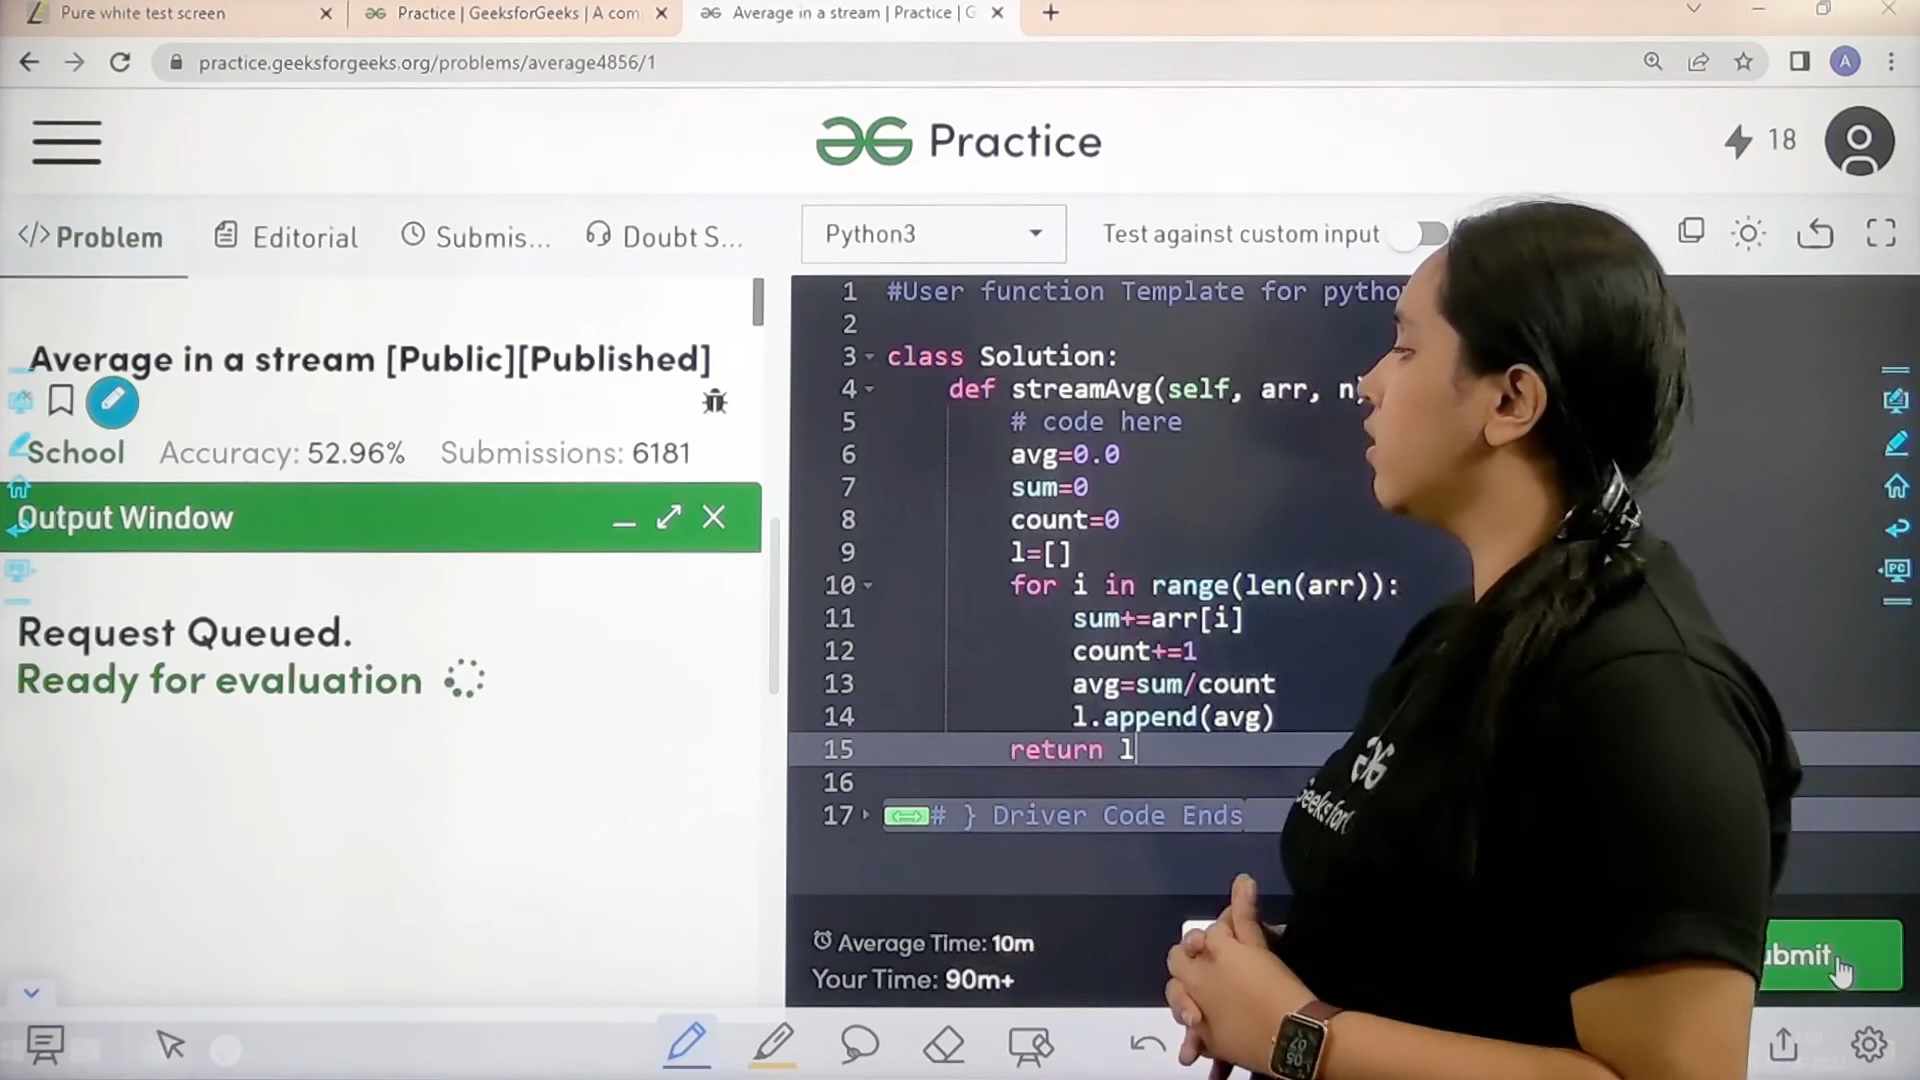 Pure white test screen
Practice | GeeksforGeeks | A com
Average in a stream | Practice | G
practice.geeksforgeeks.org/problems/average4856/1
A
Practice
18
</> Problem
Editorial
Submis...
Doubt S...
Python3
Test against custom input
Average in a stream [Public][Published]
School Accuracy: 52.96% Submissions: 6181
Output Window
Request Queued.
Ready for evaluation
1 #User function Template for pytho
2
3 class Solution:
4 def streamAvg(self, arr, n)
5 # code here
6 avg=0.0
7 sum=0
8 count=0
9 l=[]
10 for i in range(len(arr)):
11 sum+=arr[i]
12 count+=1
13 avg=sum/count
14 l.append(avg)
15 return l
16
17 # } Driver Code Ends
Average Time: 10m
Your Time: 90m+
ubmit
PC